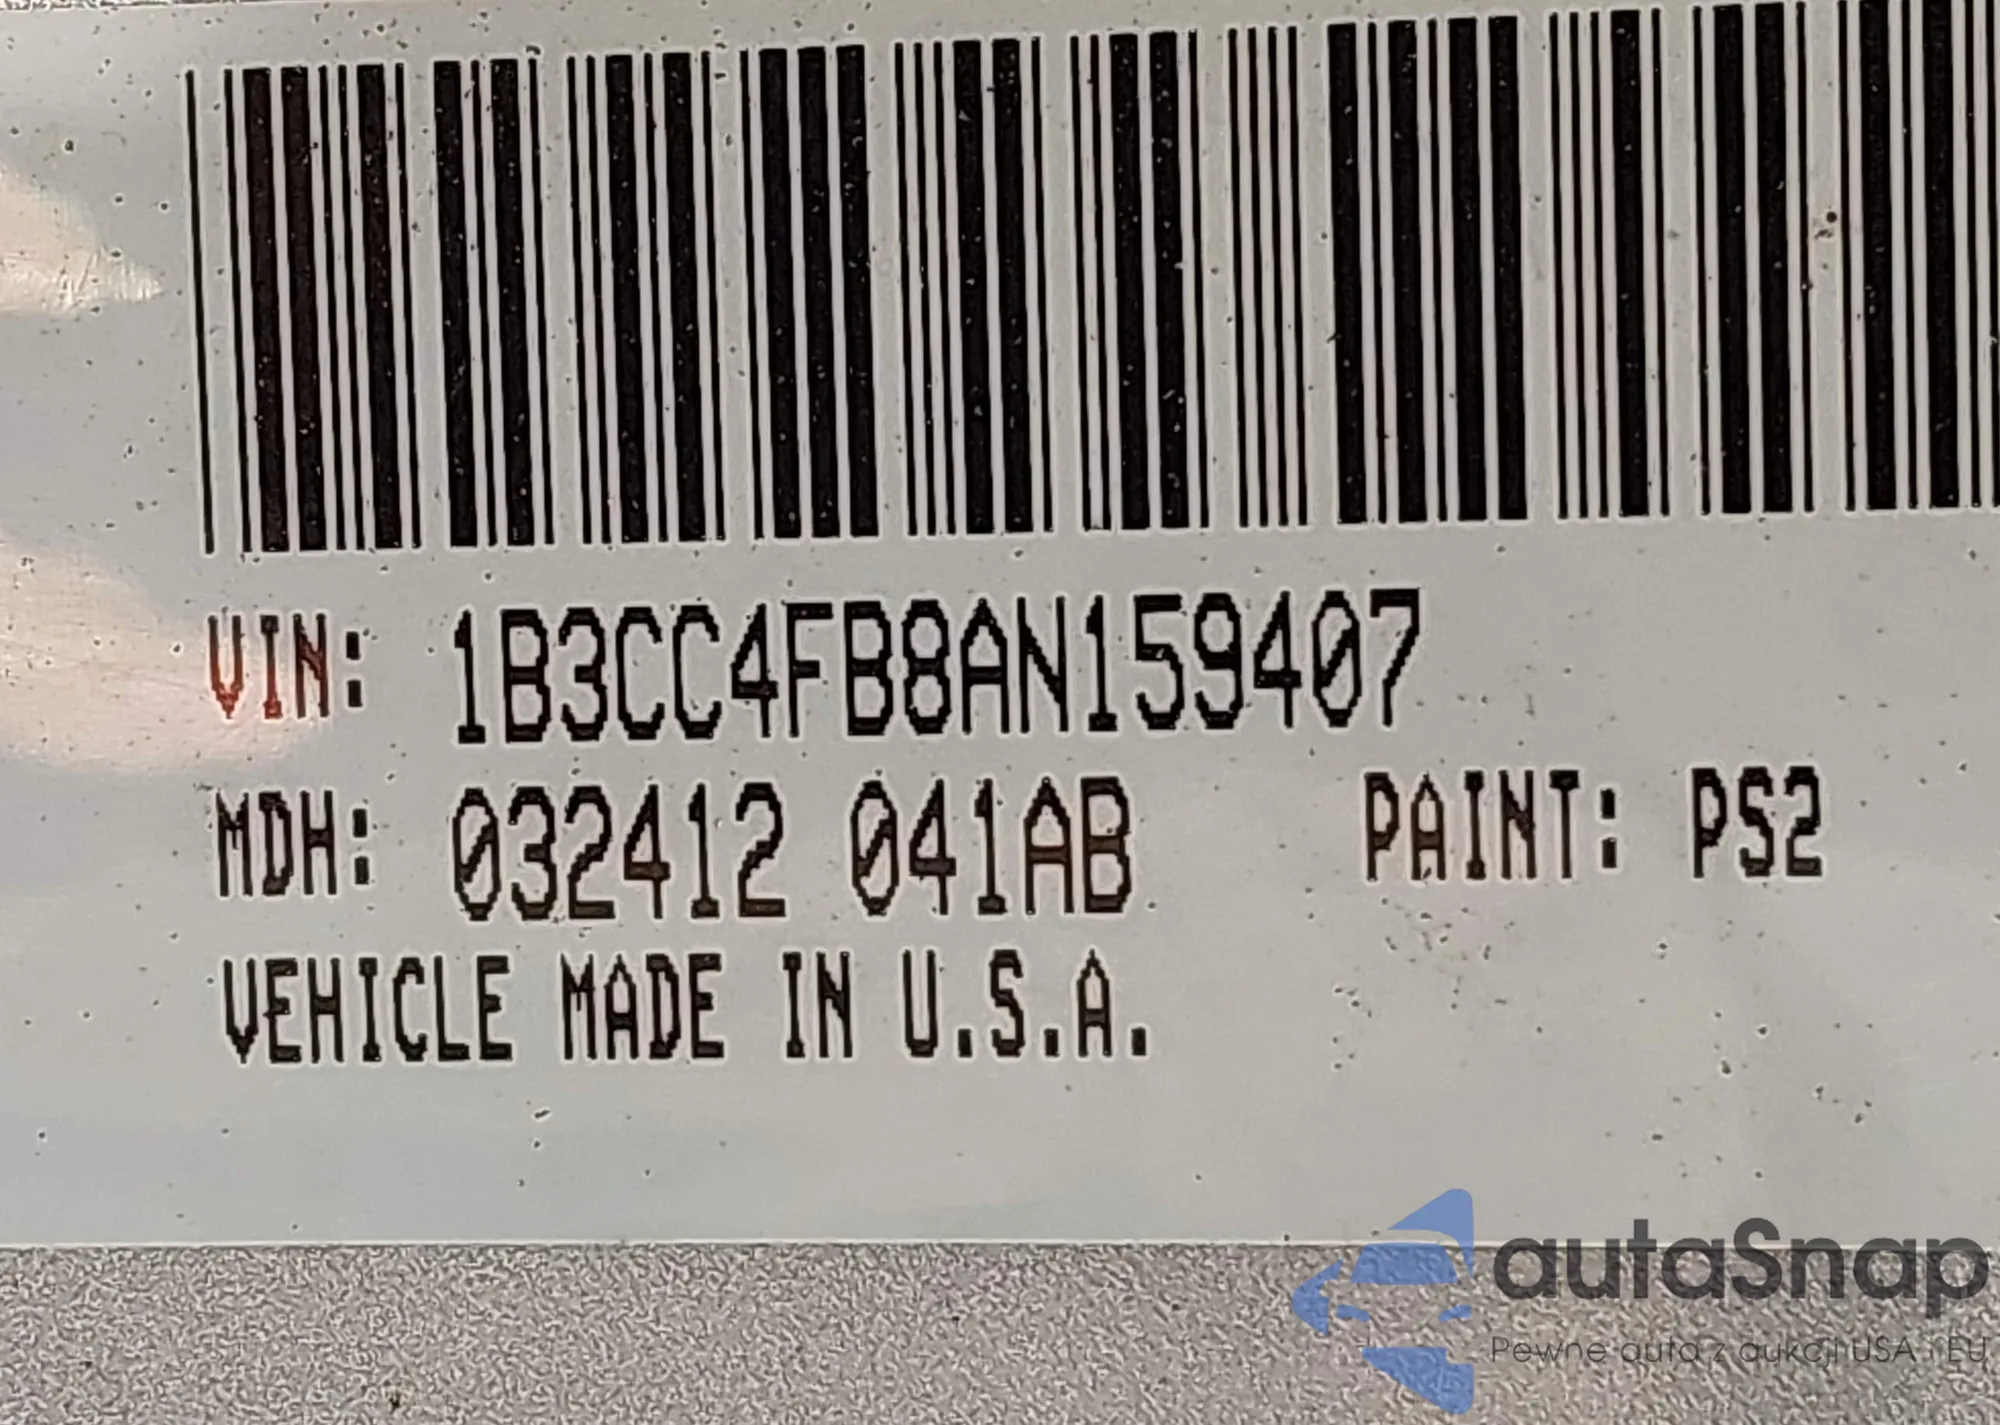 VIN: 1B3CC4FB8AN159407
MDH: 032412 041AB PAINT: PS2
VEHICLE MADE IN U.S.A.
autaSnap
Pewne auta z aukcji USA i EU